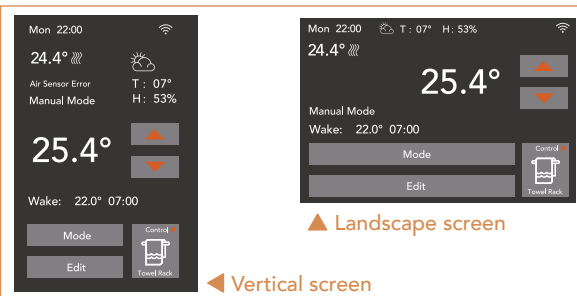 Mon 22:00
24.4°
Air Sensor Error
Manual Mode
T: 07°
H: 53%
25.4°
Wake: 22.0° 07:00
Mode
Edit
Control
Towel Rack
Vertical screen
Mon 22:00 T: 07° H: 53%
24.4°
25.4°
Manual Mode
Wake: 22.0° 07:00
Mode
Edit
Control
Towel Rack
Landscape screen